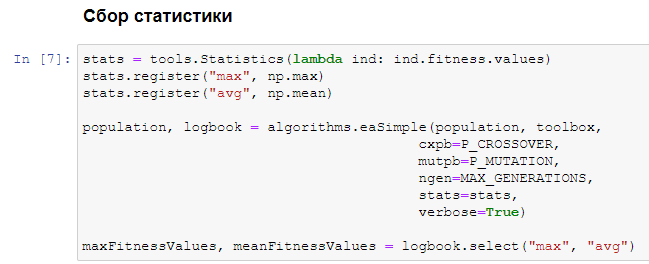 Сбор статистики
In [7]: stats = tools.Statistics(lambda ind: ind.fitness.values)
stats.register("max", np.max)
stats.register("avg", np.mean)
population, logbook = algorithms.eaSimple(population, toolbox,
cxpb=P_CROSSOVER,
mutpb=P_MUTATION,
ngen=MAX_GENERATIONS,
stats=stats,
verbose=True)
maxFitnessValues, meanFitnessValues = logbook.select("max", "avg")